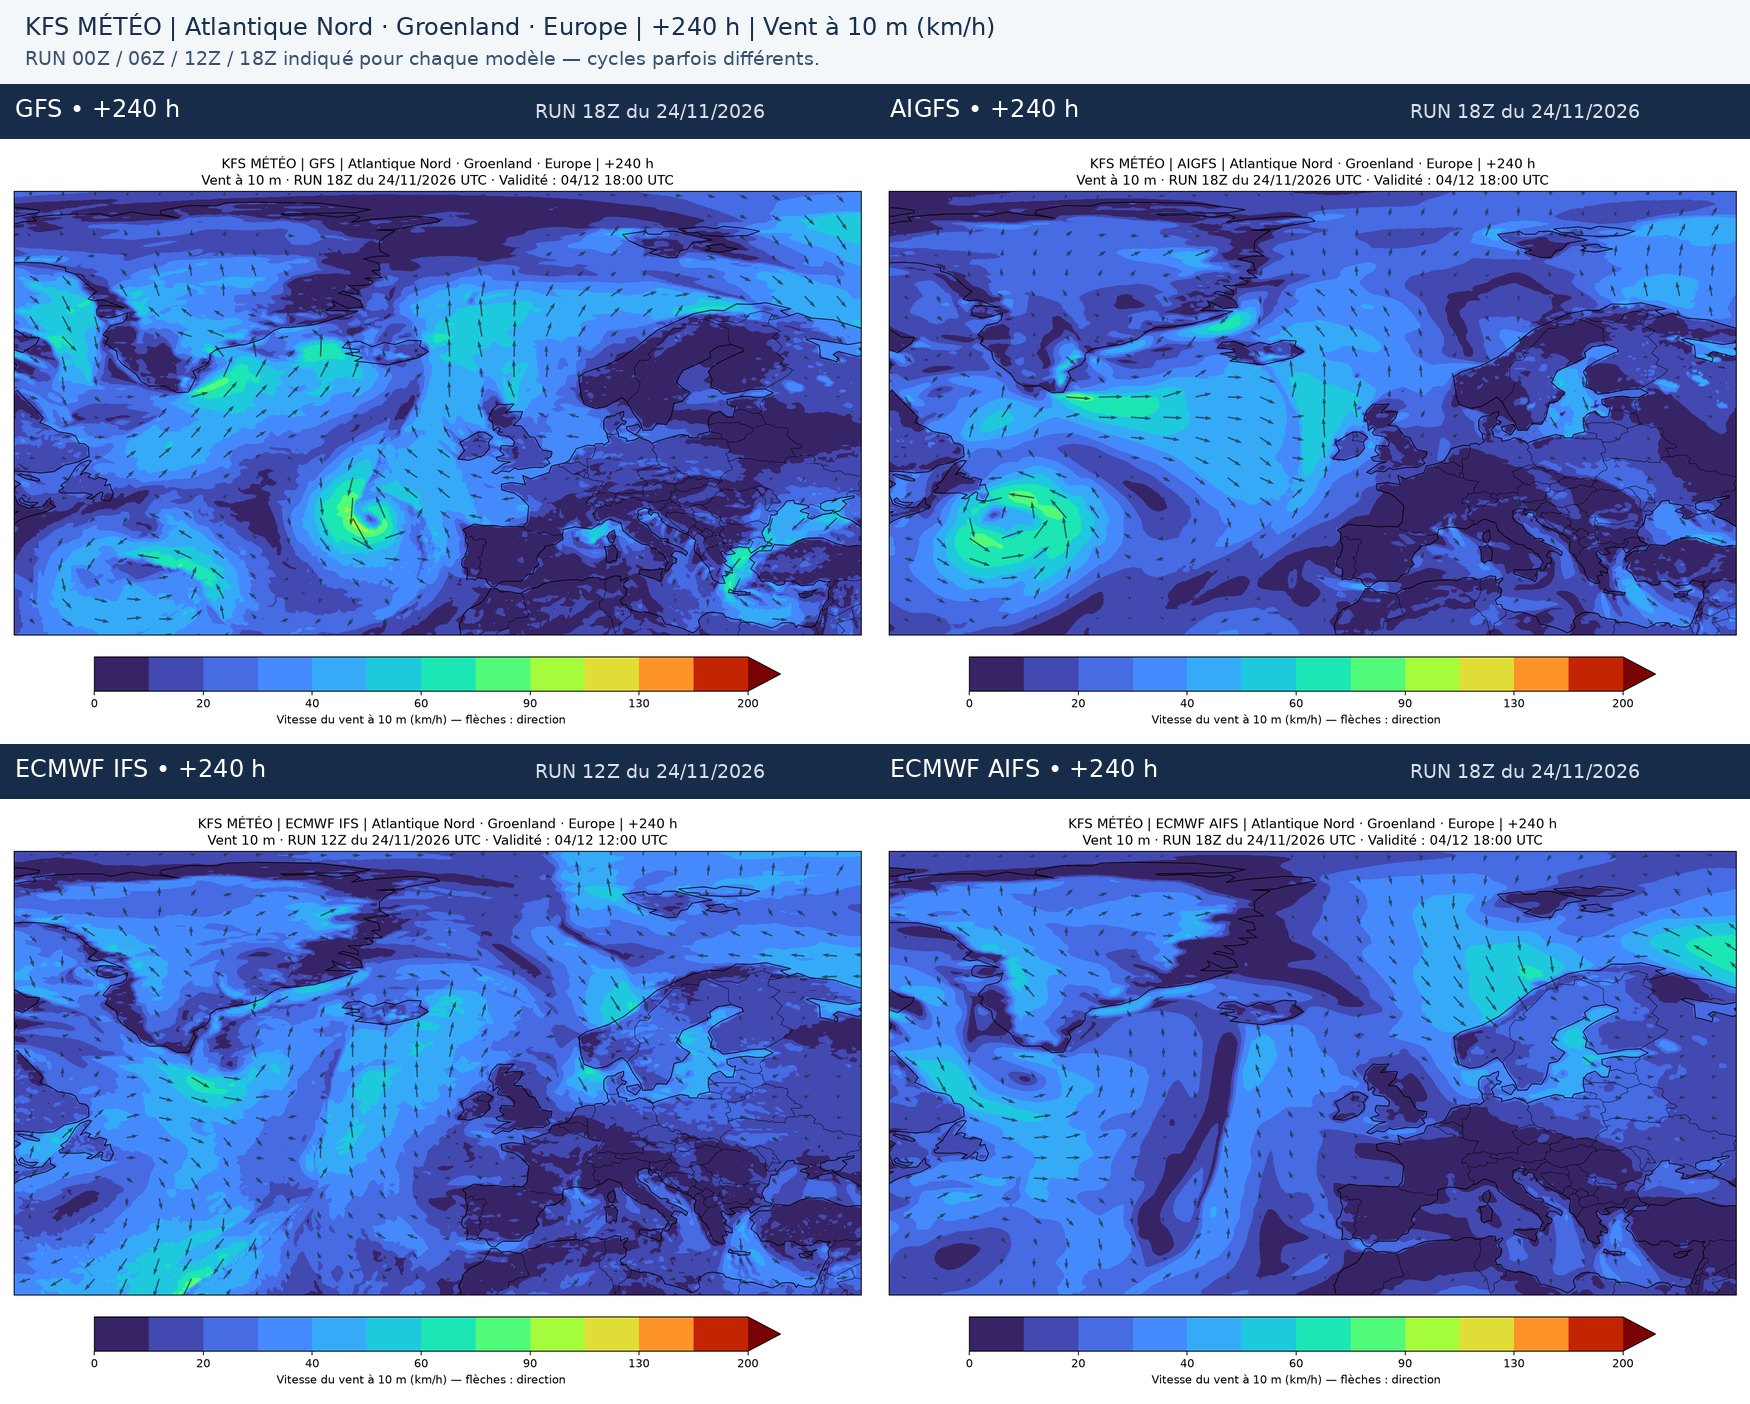 KFS MÉTÉO | Atlantique Nord · Groenland · Europe | +240 h | Vent à 10 m (km/h)
RUN 00Z / 06Z / 12Z / 18Z indiqué pour chaque modèle — cycles parfois différents.
GFS • +240 h
RUN 18Z du 24/11/2026
KFS MÉTÉO | GFS | Atlantique Nord · Groenland · Europe | +240 h
Vent à 10 m · RUN 18Z du 24/11/2026 UTC · Validité : 04/12 18:00 UTC
0 20 40 60 90 130 200
Vitesse du vent à 10 m (km/h) — flèches : direction
AIGFS • +240 h
RUN 18Z du 24/11/2026
KFS MÉTÉO | AIGFS | Atlantique Nord · Groenland · Europe | +240 h
Vent à 10 m · RUN 18Z du 24/11/2026 UTC · Validité : 04/12 18:00 UTC
0 20 40 60 90 130 200
Vitesse du vent à 10 m (km/h) — flèches : direction
ECMWF IFS • +240 h
RUN 12Z du 24/11/2026
KFS MÉTÉO | ECMWF IFS | Atlantique Nord · Groenland · Europe | +240 h
Vent 10 m · RUN 12Z du 24/11/2026 UTC · Validité : 04/12 12:00 UTC
0 20 40 60 90 130 200
Vitesse du vent à 10 m (km/h) — flèches : direction
ECMWF AIFS • +240 h
RUN 18Z du 24/11/2026
KFS MÉTÉO | ECMWF AIFS | Atlantique Nord · Groenland · Europe | +240 h
Vent 10 m · RUN 18Z du 24/11/2026 UTC · Validité : 04/12 18:00 UTC
0 20 40 60 90 130 200
Vitesse du vent à 10 m (km/h) — flèches : direction